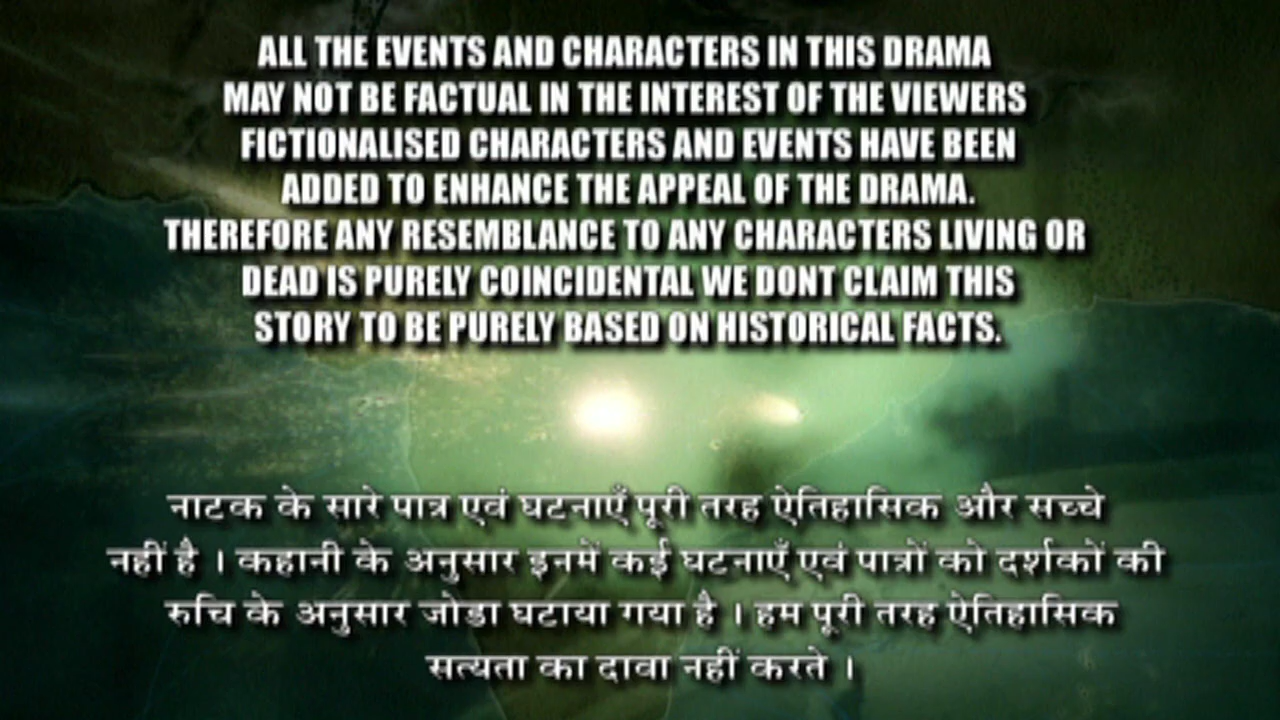 ALL THE EVENTS AND CHARACTERS IN THIS DRAMA
MAY NOT BE FACTUAL IN THE INTEREST OF THE VIEWERS
FICTIONALISED CHARACTERS AND EVENTS HAVE BEEN
ADDED TO ENHANCE THE APPEAL OF THE DRAMA.
THEREFORE ANY RESEMBLANCE TO ANY CHARACTERS LIVING OR
DEAD IS PURELY COINCIDENTAL WE DONT CLAIM THIS
STORY TO BE PURELY BASED ON HISTORICAL FACTS.
नाटक के सारे पात्र एवं घटनाएँ पूरी तरह ऐतिहासिक और सच्चे
नहीं है । कहानी के अनुसार इनमें कई घटनाएँ एवं पात्रों को दर्शकों की
रुचि के अनुसार जोडा घटाया गया है । हम पूरी तरह ऐतिहासिक
सत्यता का दावा नहीं करते ।